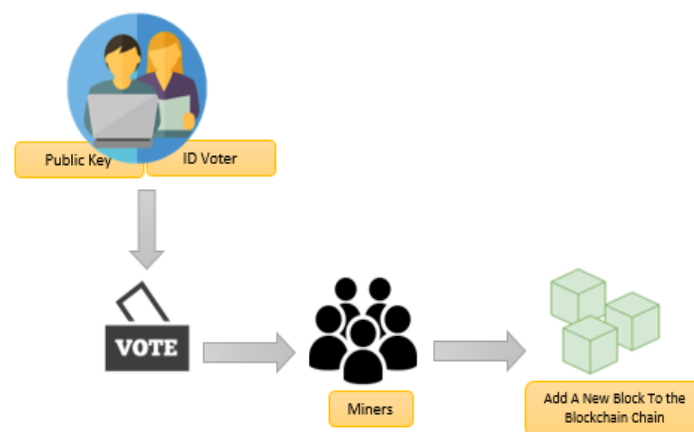 Public Key
ID Voter
VOTE
Miners
Add A New Block To the
Blockchain Chain